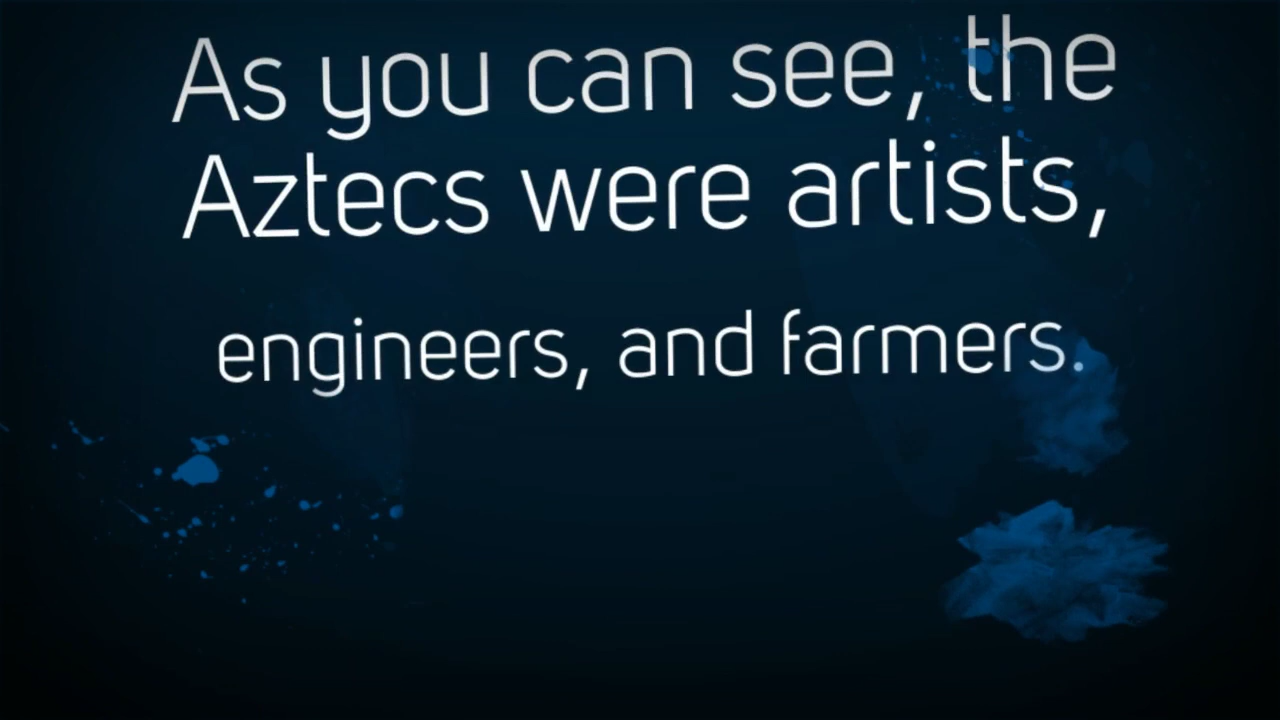 As you can see, the
Aztecs were artists,
engineers, and farmers.